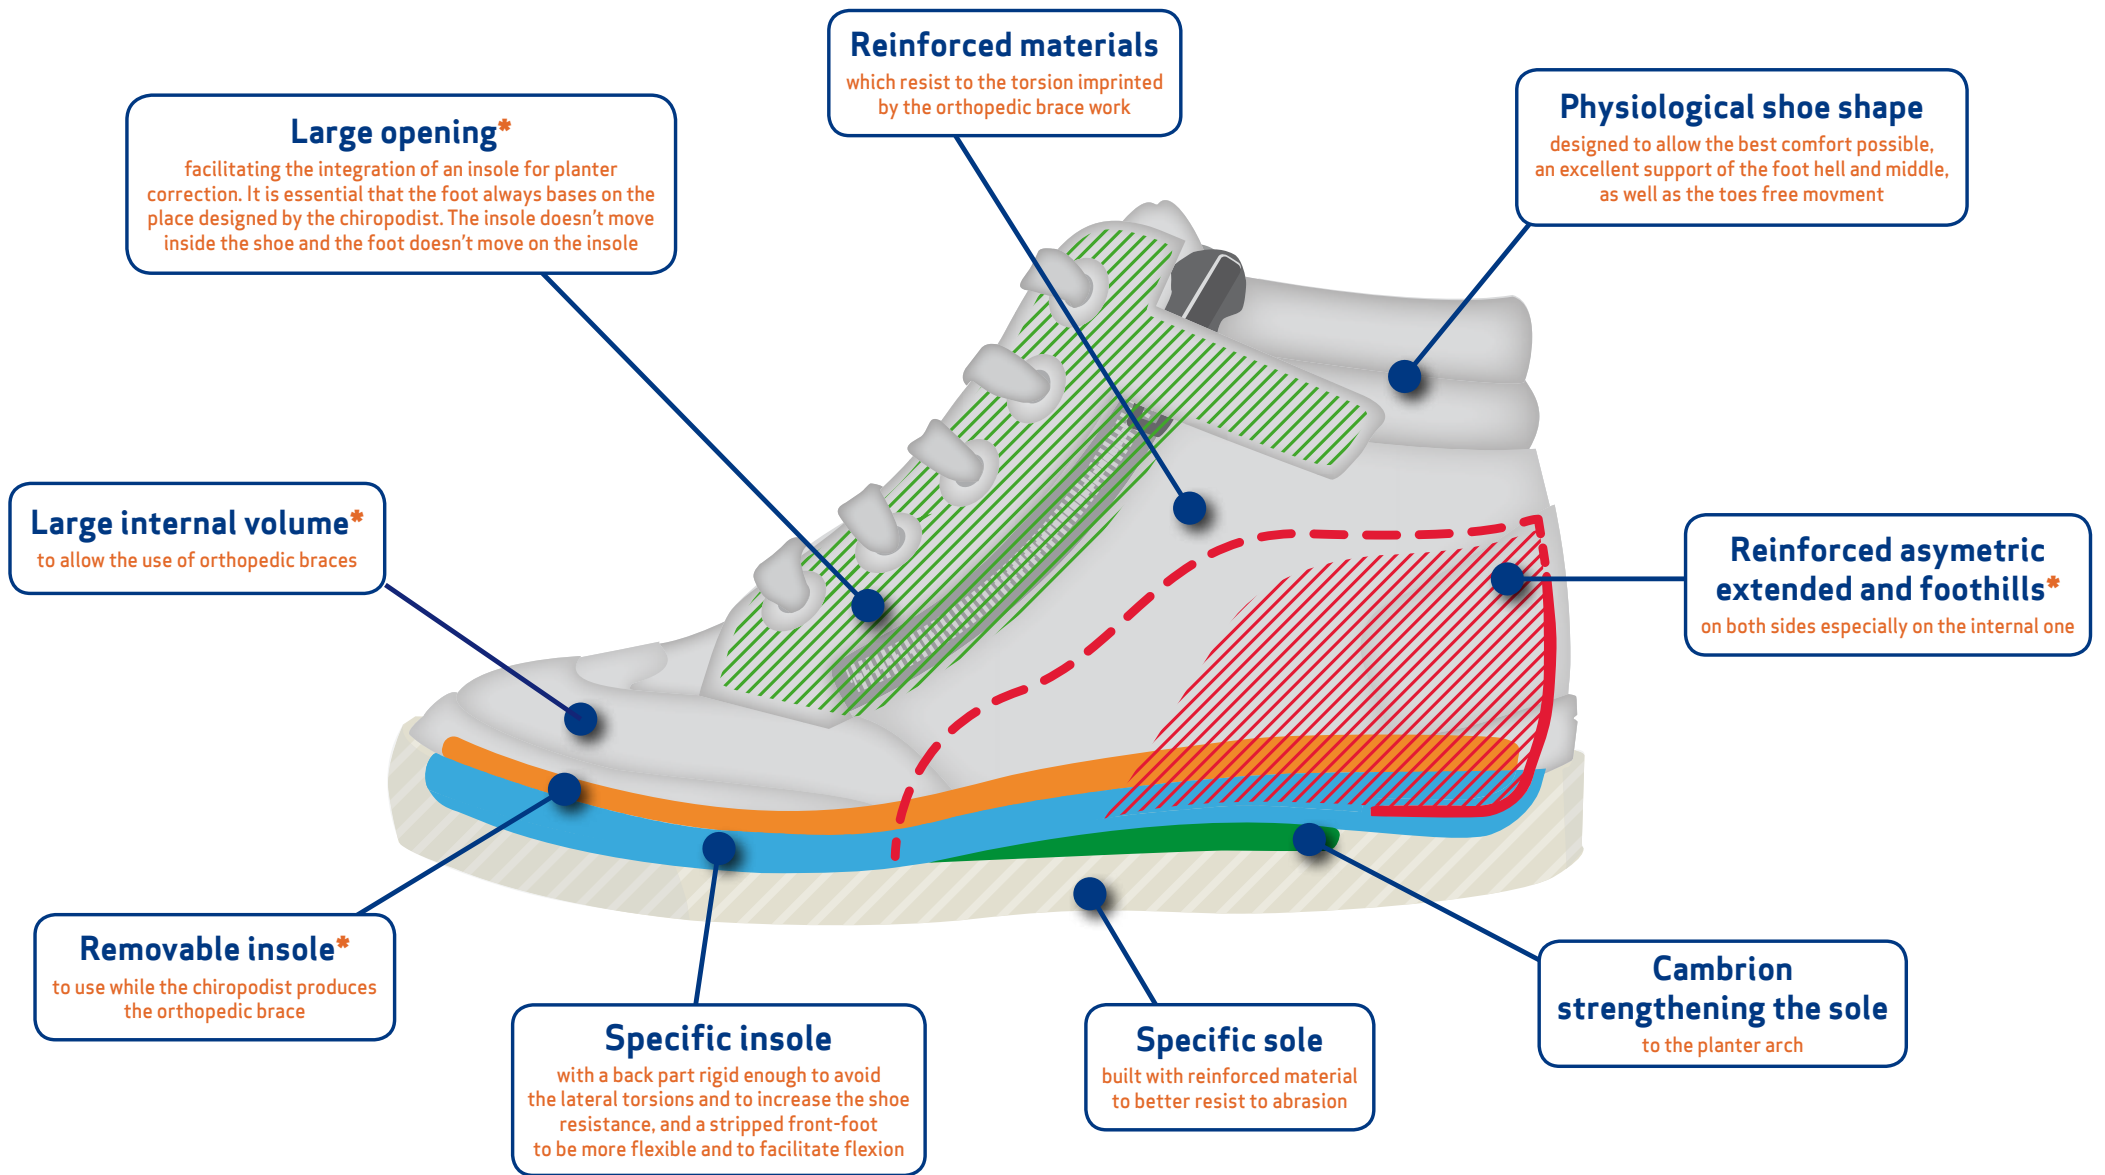 Reinforced materials
which resist to the torsion imprinted
by the orthopedic brace work
Physiological shoe shape
designed to allow the best comfort possible,
an excellent support of the foot hell and middle,
as well as the toes free movment
Large opening*
facilitating the integration of an insole for planter
correction. It is essential that the foot always bases on the
place designed by the chiropodist. The insole doesn't move
inside the shoe and the foot doesn't move on the insole
Large internal volume*
to allow the use of orthopedic braces
Reinforced asymetric
extended and foothills*
on both sides especially on the internal one
Removable insole*
to use while the chiropodist produces
the orthopedic brace
Specific insole
with a back part rigid enough to avoid
the lateral torsions and to increase the shoe
resistance, and a stripped front-foot
to be more flexible and to facilitate flexion
Specific sole
built with reinforced material
to better resist to abrasion
Cambrion
strengthening the sole
to the planter arch